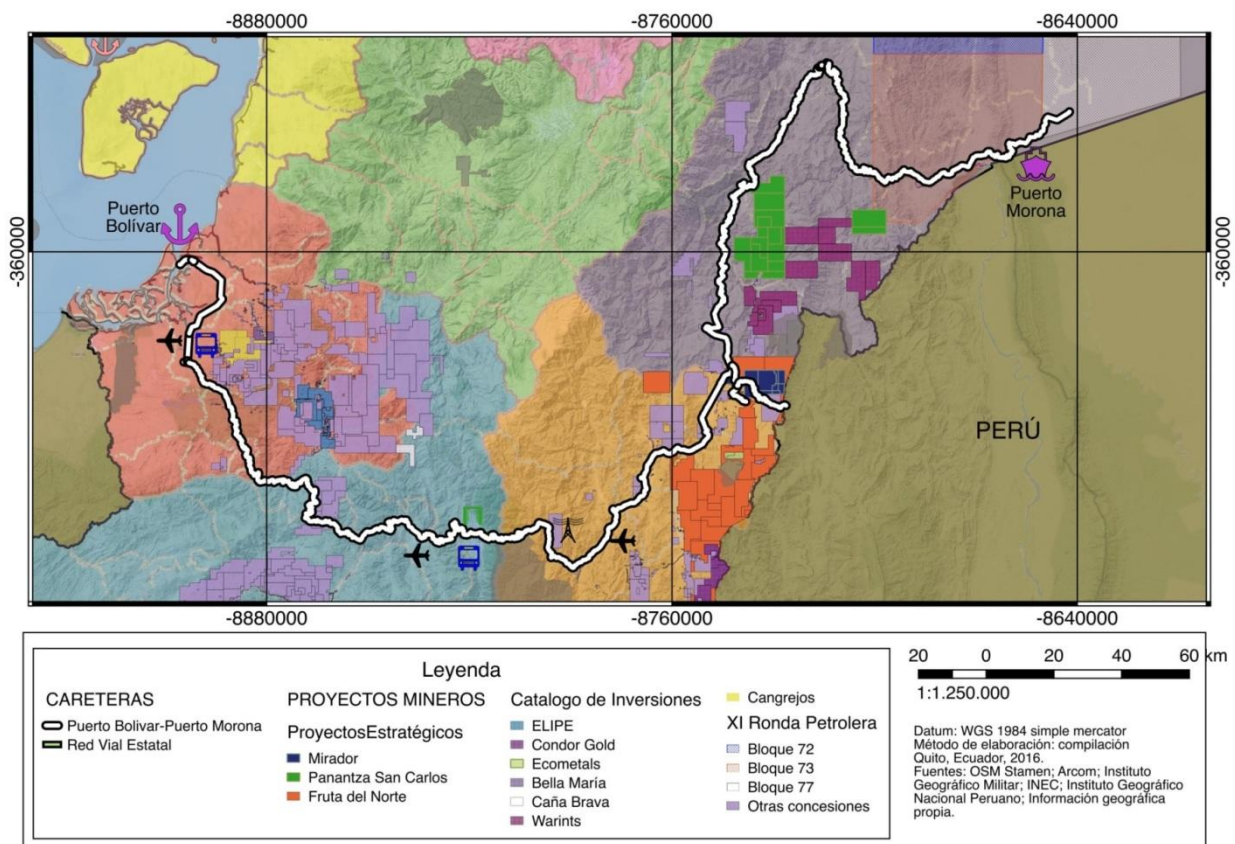 -8880000
-8760000
-8640000
Puerto
Bolívar
Puerto
Morona
-360000
-360000
PERÚ
-8880000
-8760000
-8640000
Leyenda
CARETERAS
Puerto Bolivar-Puerto Morona
Red Vial Estatal
PROYECTOS MINEROS
ProyectosEstratégicos
Mirador
Panantza San Carlos
Fruta del Norte
Catalogo de Inversiones
ELIPE
Condor Gold
Ecometals
Bella María
Caña Brava
Warints
Cangrejos
XI Ronda Petrolera
Bloque 72
Bloque 73
Bloque 77
Otras concesiones
20 0 20 40 60 km
1:1.250.000
Datum: WGS 1984 simple mercator
Método de elaboración: compilación
Quito, Ecuador, 2016.
Fuentes: OSM Stamen; Arcom; Instituto
Geográfico Militar; INEC; Instituto Geográfico
Nacional Peruano; Información geográfica
propia.